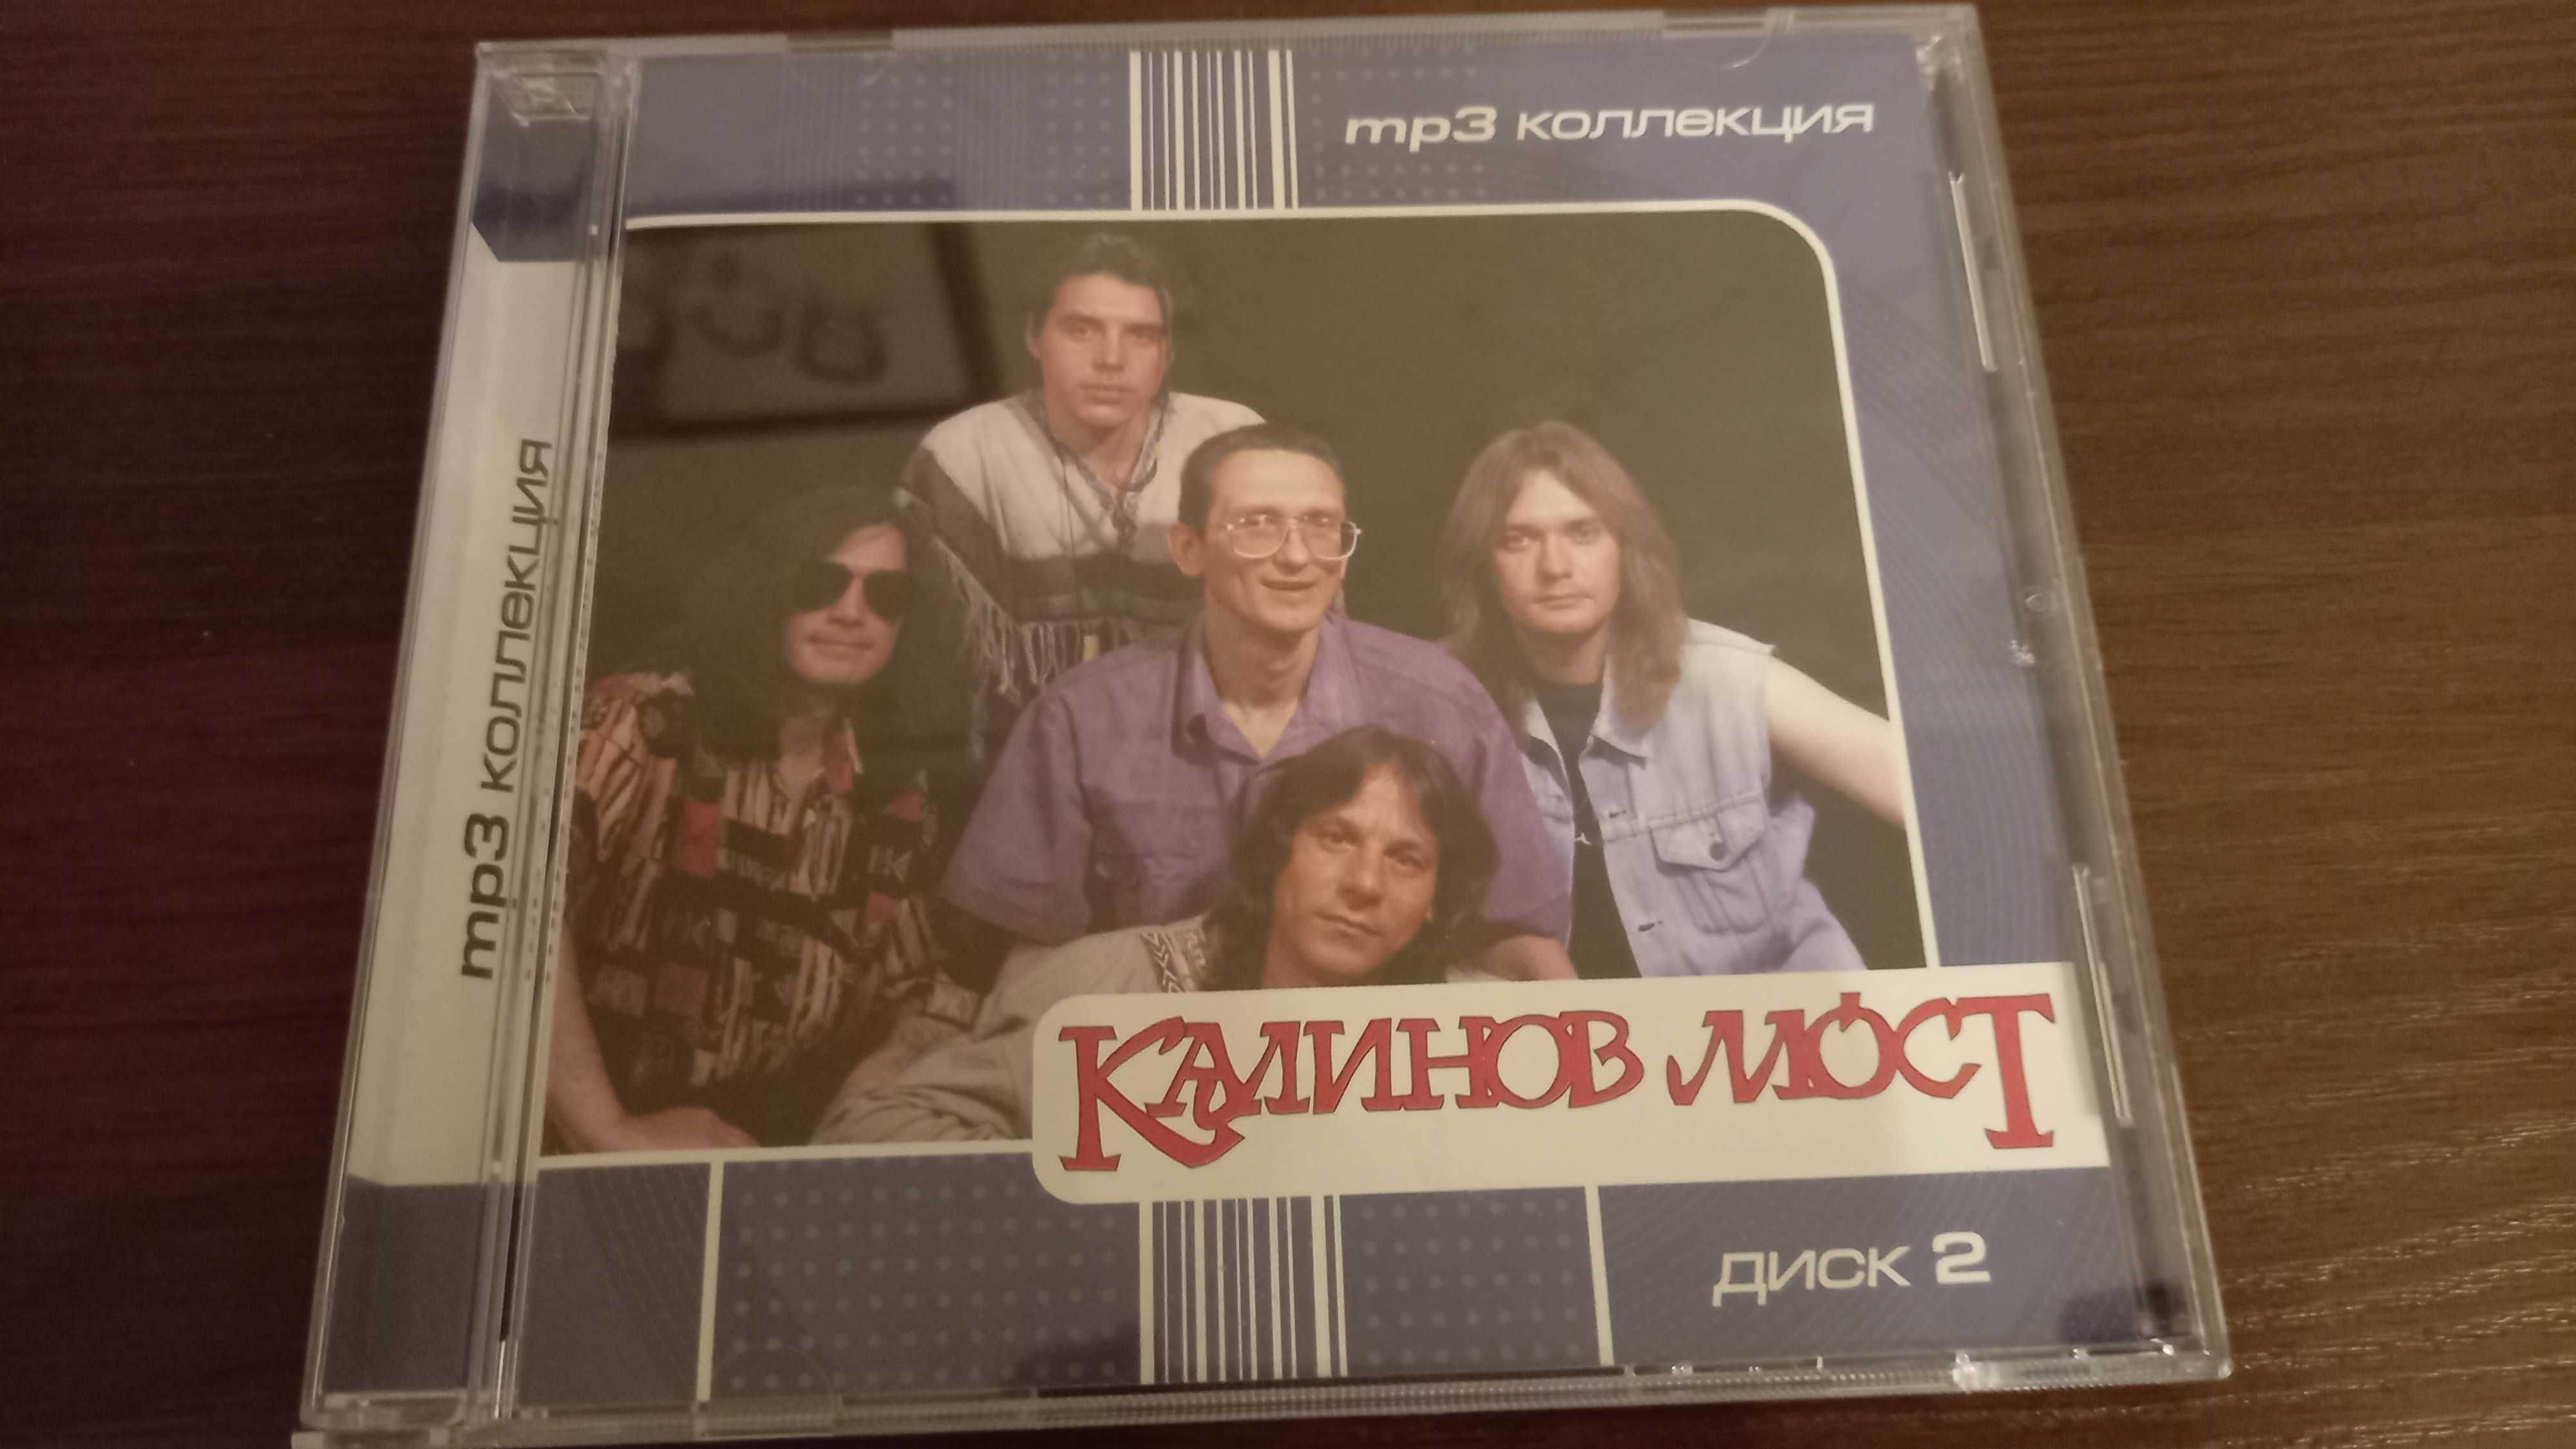 mp3 коллекция
mp3 коллекция
Калинов Мост
диск 2